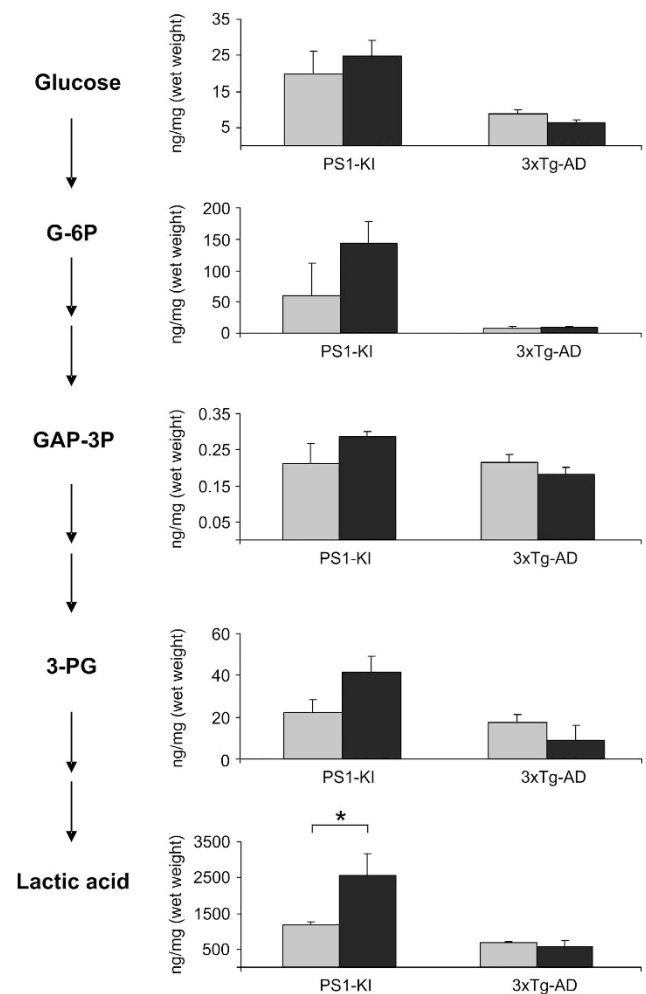 Glucose
ng/mg (wet weight)
35
25
15
5
PS1-KI
3xTg-AD
G-6P
ng/mg (wet weight)
200
150
100
50
0
PS1-KI
3xTg-AD
GAP-3P
ng/mg (wet weight)
0.35
0.25
0.15
0.05
PS1-KI
3xTg-AD
3-PG
ng/mg (wet weight)
60
40
20
0
PS1-KI
3xTg-AD
Lactic acid
ng/mg (wet weight)
3500
2500
1500
500
*
PS1-KI
3xTg-AD